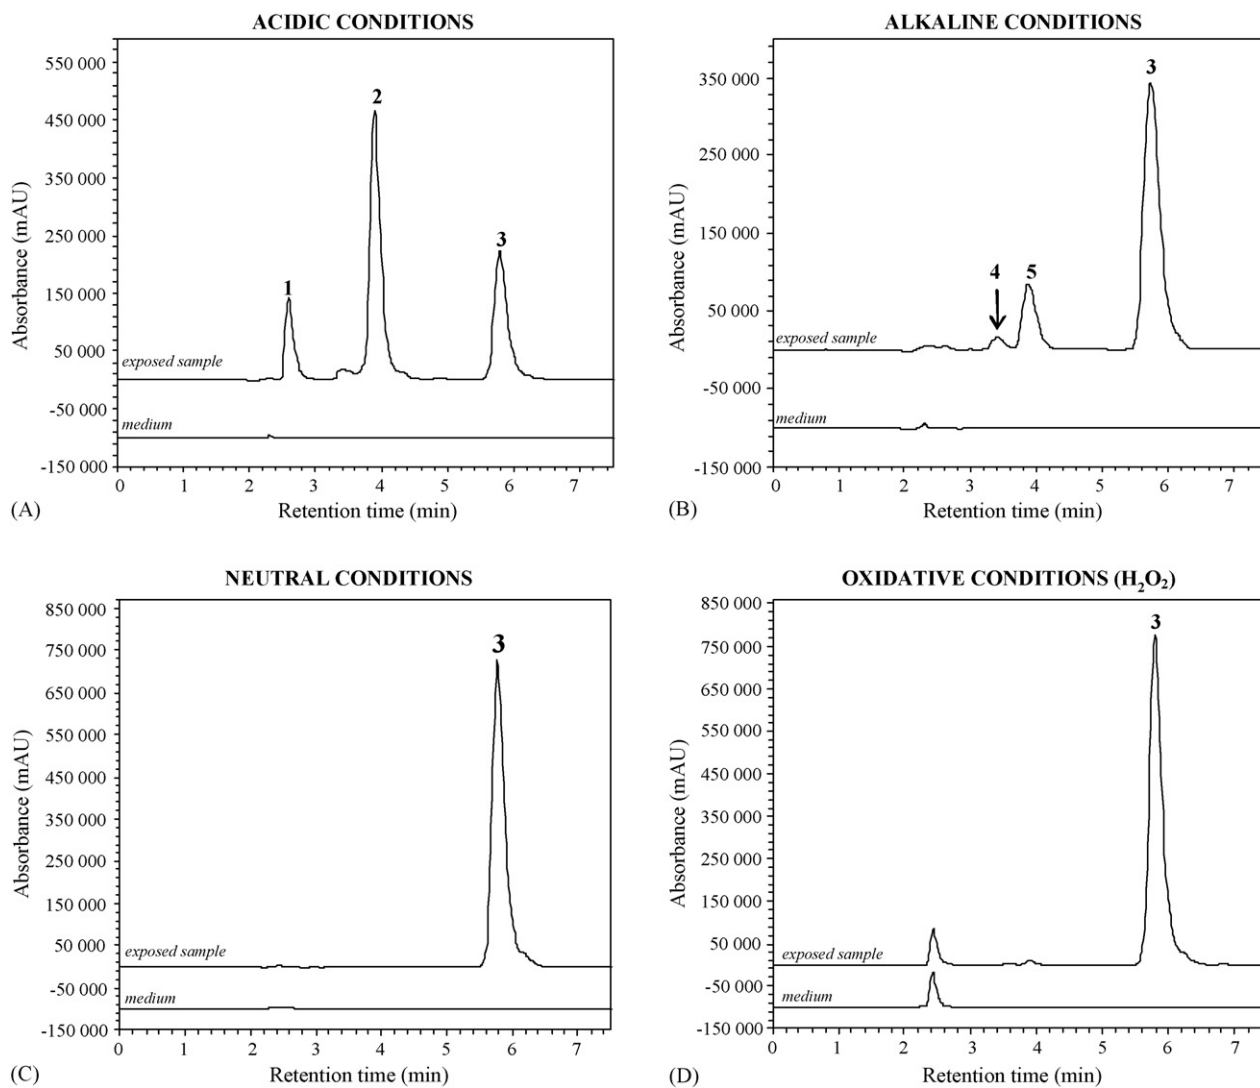 ACIDIC CONDITIONS
550 000
450 000
350 000
250 000
150 000
50 000
-50 000
-150 000
Absorbance (mAU)
1
2
3
exposed sample
medium
0 1 2 3 4 5 6 7
(A)
Retention time (min)
ALKALINE CONDITIONS
350 000
250 000
150 000
50 000
-50 000
-150 000
Absorbance (mAU)
4
5
3
exposed sample
medium
0 1 2 3 4 5 6 7
(B)
Retention time (min)
NEUTRAL CONDITIONS
850 000
750 000
650 000
550 000
450 000
350 000
250 000
150 000
50 000
-50 000
-150 000
Absorbance (mAU)
3
exposed sample
medium
0 1 2 3 4 5 6 7
(C)
Retention time (min)
OXIDATIVE CONDITIONS (H₂O₂)
850 000
750 000
650 000
550 000
450 000
350 000
250 000
150 000
50 000
-50 000
-150 000
Absorbance (mAU)
3
exposed sample
medium
0 1 2 3 4 5 6 7
(D)
Retention time (min)